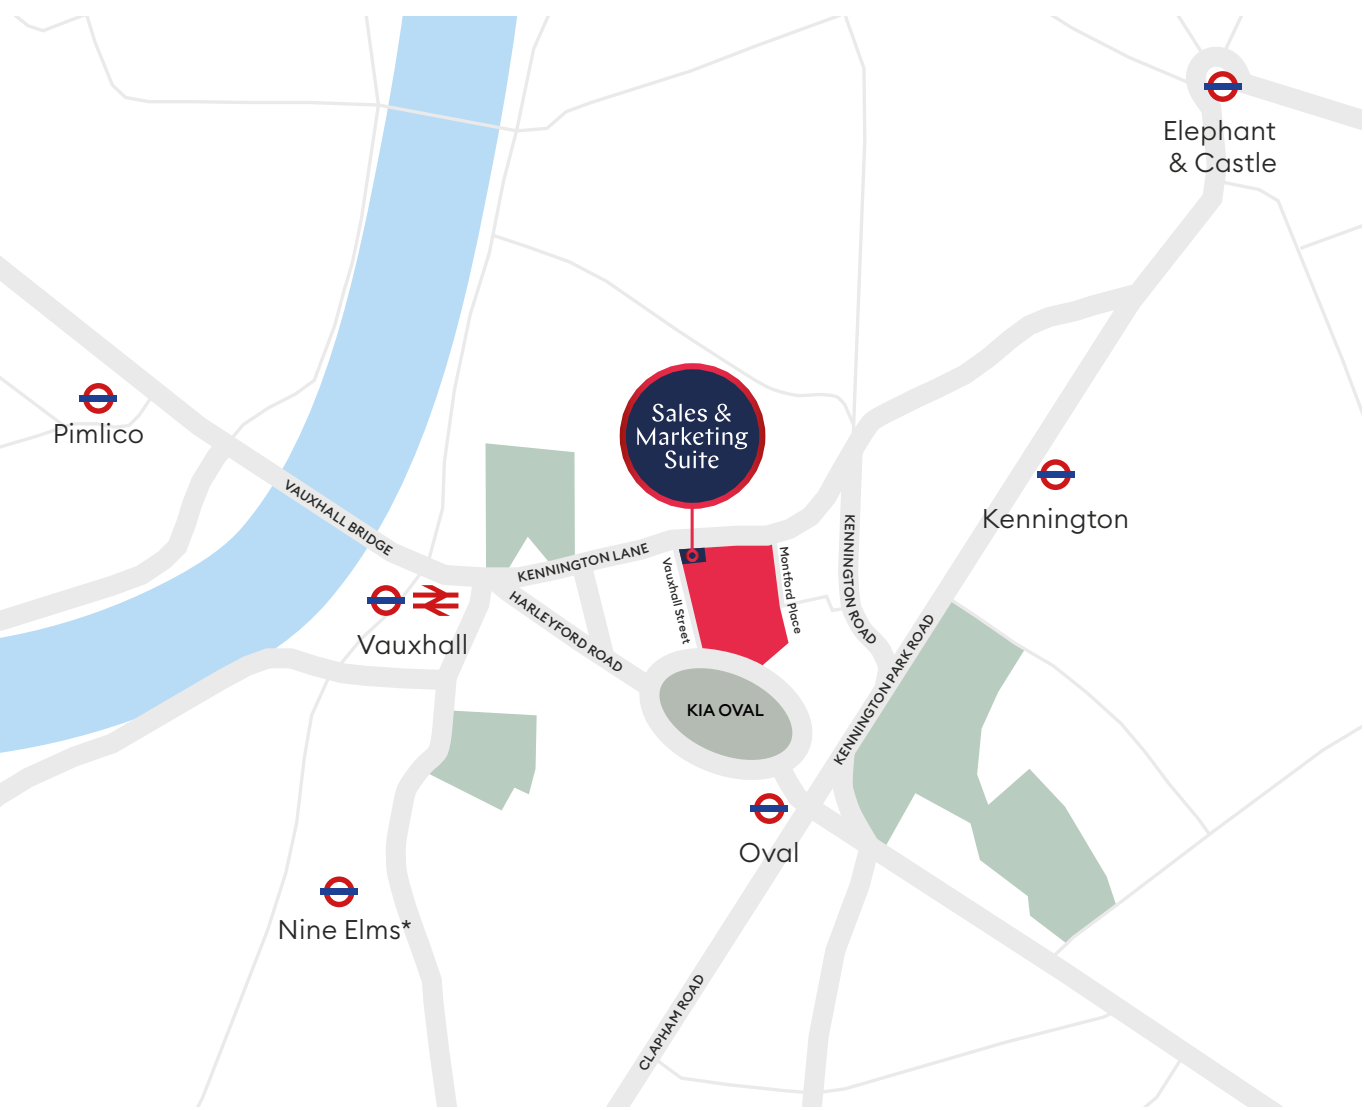 Elephant
& Castle
Pimlico
Sales &
Marketing
Suite
VAUXHALL BRIDGE
Kennington
KENNINGTON LANE
KENNINGTON ROAD
Vauxhall Street
Montford Place
HARLEYFORD ROAD
Vauxhall
KENNINGTON PARK ROAD
KIA OVAL
Oval
Nine Elms*
CLAPHAM ROAD